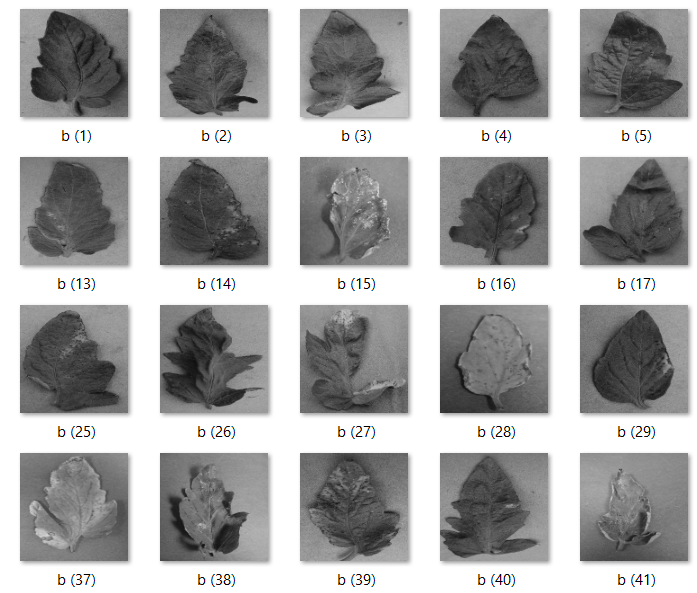 b (1) b (2) b (3) b (4) b (5)
b (13) b (14) b (15) b (16) b (17)
b (25) b (26) b (27) b (28) b (29)
b (37) b (38) b (39) b (40) b (41)